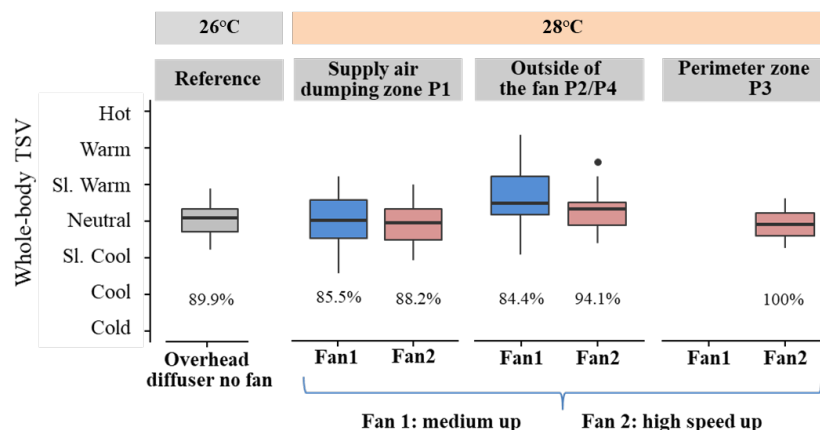 26°C
28°C
Reference
Supply air
dumping zone P1
Outside of
the fan P2/P4
Perimeter zone
P3
Whole-body TSV
Hot
Warm
Sl. Warm
Neutral
Sl. Cool
Cool
Cold
89.9%
85.5%
88.2%
84.4%
94.1%
100%
Overhead
diffuser no fan
Fan1
Fan2
Fan1
Fan2
Fan1
Fan2
Fan 1: medium up
Fan 2: high speed up